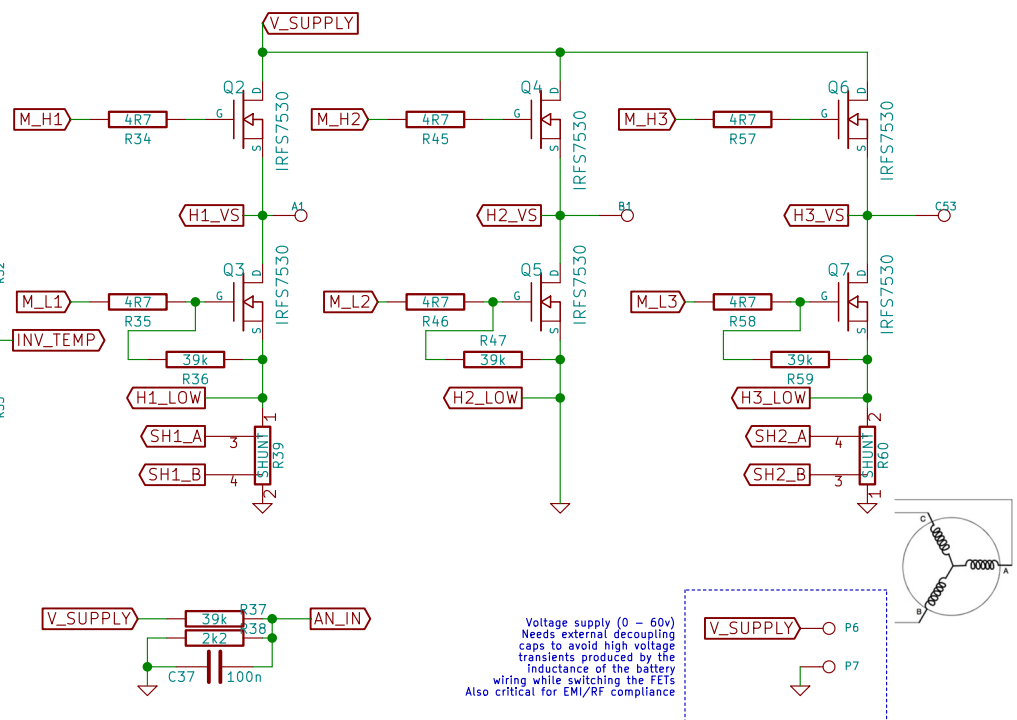 V_SUPPLY
Q2
D
G
S
IRFS7530
M_H1
4R7
R34
Q4
D
G
S
IRFS7530
M_H2
4R7
R45
Q6
D
G
S
IRFS7530
M_H3
4R7
R57
H1_VS
A1
H2_VS
B1
H3_VS
C53
Q3
D
G
S
IRFS7530
M_L1
4R7
R35
Q5
D
G
S
IRFS7530
M_L2
4R7
R46
Q7
D
G
S
IRFS7530
M_L3
4R7
R58
INV_TEMP
39k
R36
R47
39k
39k
R59
H1_LOW
H2_LOW
H3_LOW
SH1_A
3
1
SHUNT
R39
SH1_B
4
2
SH2_A
4
2
SHUNT
R60
SH2_B
3
1
C
A
B
V_SUPPLY
R37
39k
R38
2k2
AN_IN
C37
100n
Voltage supply (0 - 60v)
Needs external decoupling
caps to avoid high voltage
transients produced by the
inductance of the battery
wiring while switching the FETs
Also critical for EMI/RF compliance
V_SUPPLY
P6
P7